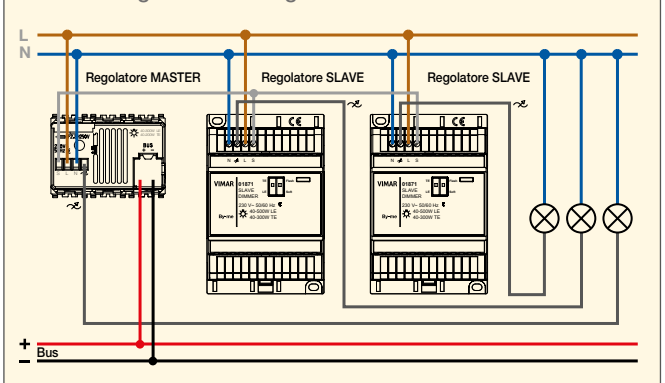 L
N
Regolatore MASTER
Regolatore SLAVE
Regolatore SLAVE
BUS
S L N
N L S
N L S
VIMAR
01871
SLAVE
DIMMER
230 V~ 50/60 Hz
By-me
40-500W LE
40-300W TE
VIMAR
01871
SLAVE
DIMMER
230 V~ 50/60 Hz
By-me
40-500W LE
40-300W TE
+
Bus
–